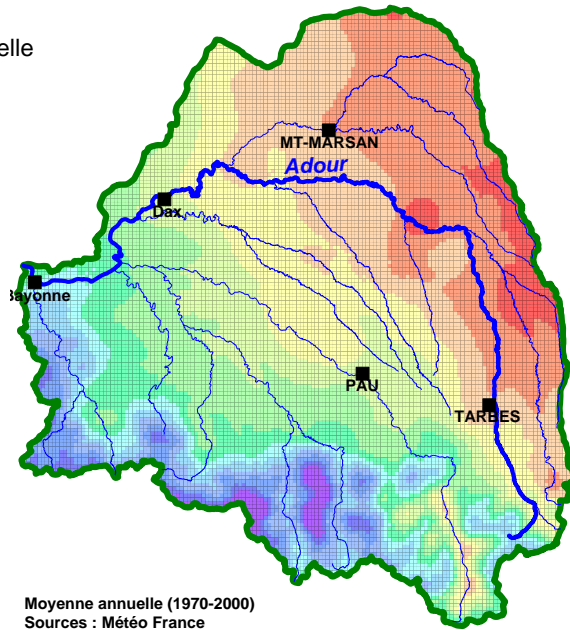 elle
MT-MARSAN
Adour
Dax
Bayonne
PAU
TARBES
Moyenne annuelle (1970-2000)
Sources : Météo France